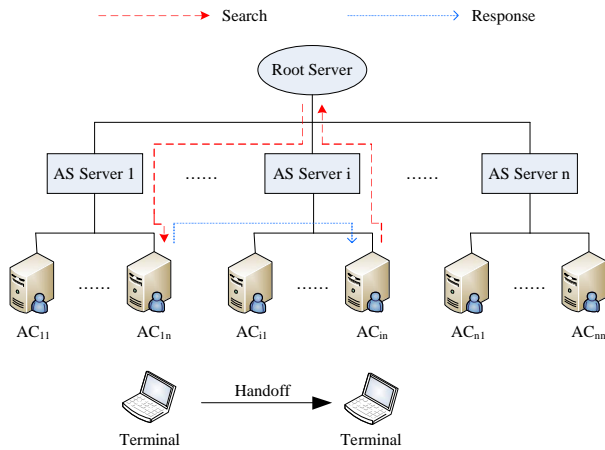 Search Response
Root Server
AS Server 1 ...... AS Server i ...... AS Server n
...... ...... ......
AC11 AC1n ACi1 ACin ACn1 ACnn
Handoff
Terminal Terminal